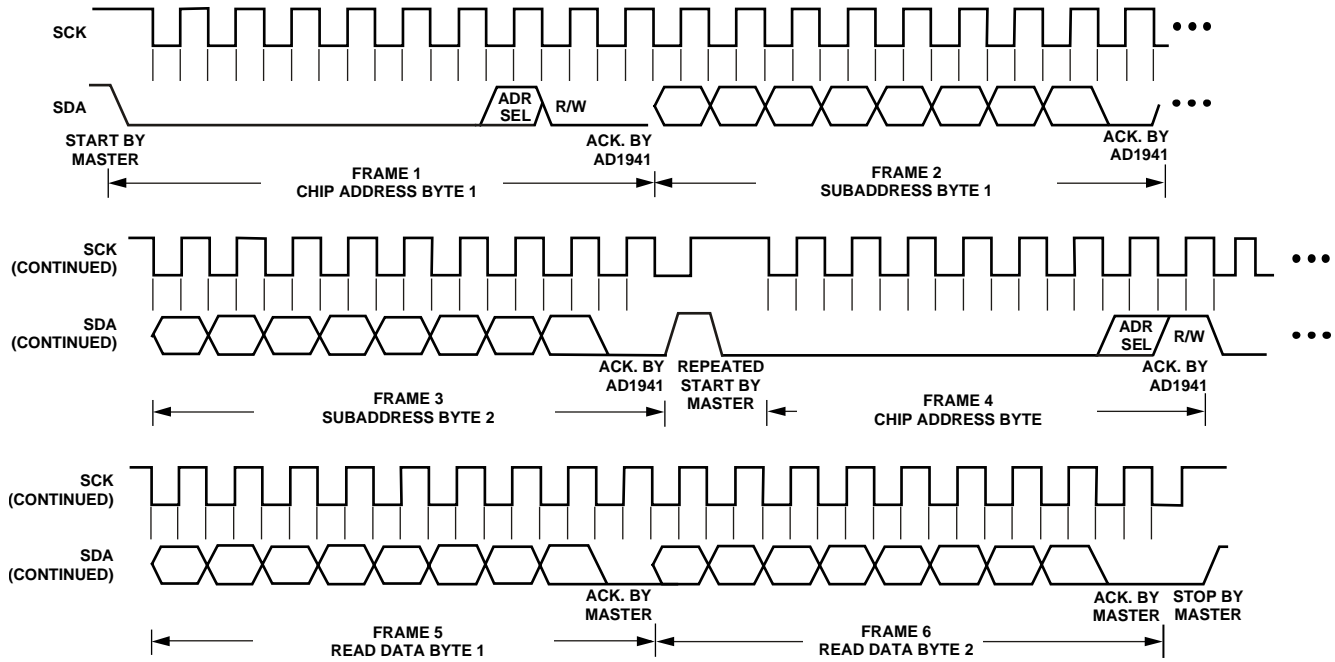 SCK
SDA
ADR
SEL
R/W
START BY
MASTER
ACK. BY
AD1941
ACK. BY
AD1941
FRAME 1
CHIP ADDRESS BYTE 1
FRAME 2
SUBADDRESS BYTE 1
SCK
(CONTINUED)
SDA
(CONTINUED)
ADR
SEL
R/W
ACK. BY
AD1941
REPEATED
START BY
MASTER
ACK. BY
AD1941
FRAME 3
SUBADDRESS BYTE 2
FRAME 4
CHIP ADDRESS BYTE
SCK
(CONTINUED)
SDA
(CONTINUED)
ACK. BY
MASTER
ACK. BY
MASTER
STOP BY
MASTER
FRAME 5
READ DATA BYTE 1
FRAME 6
READ DATA BYTE 2